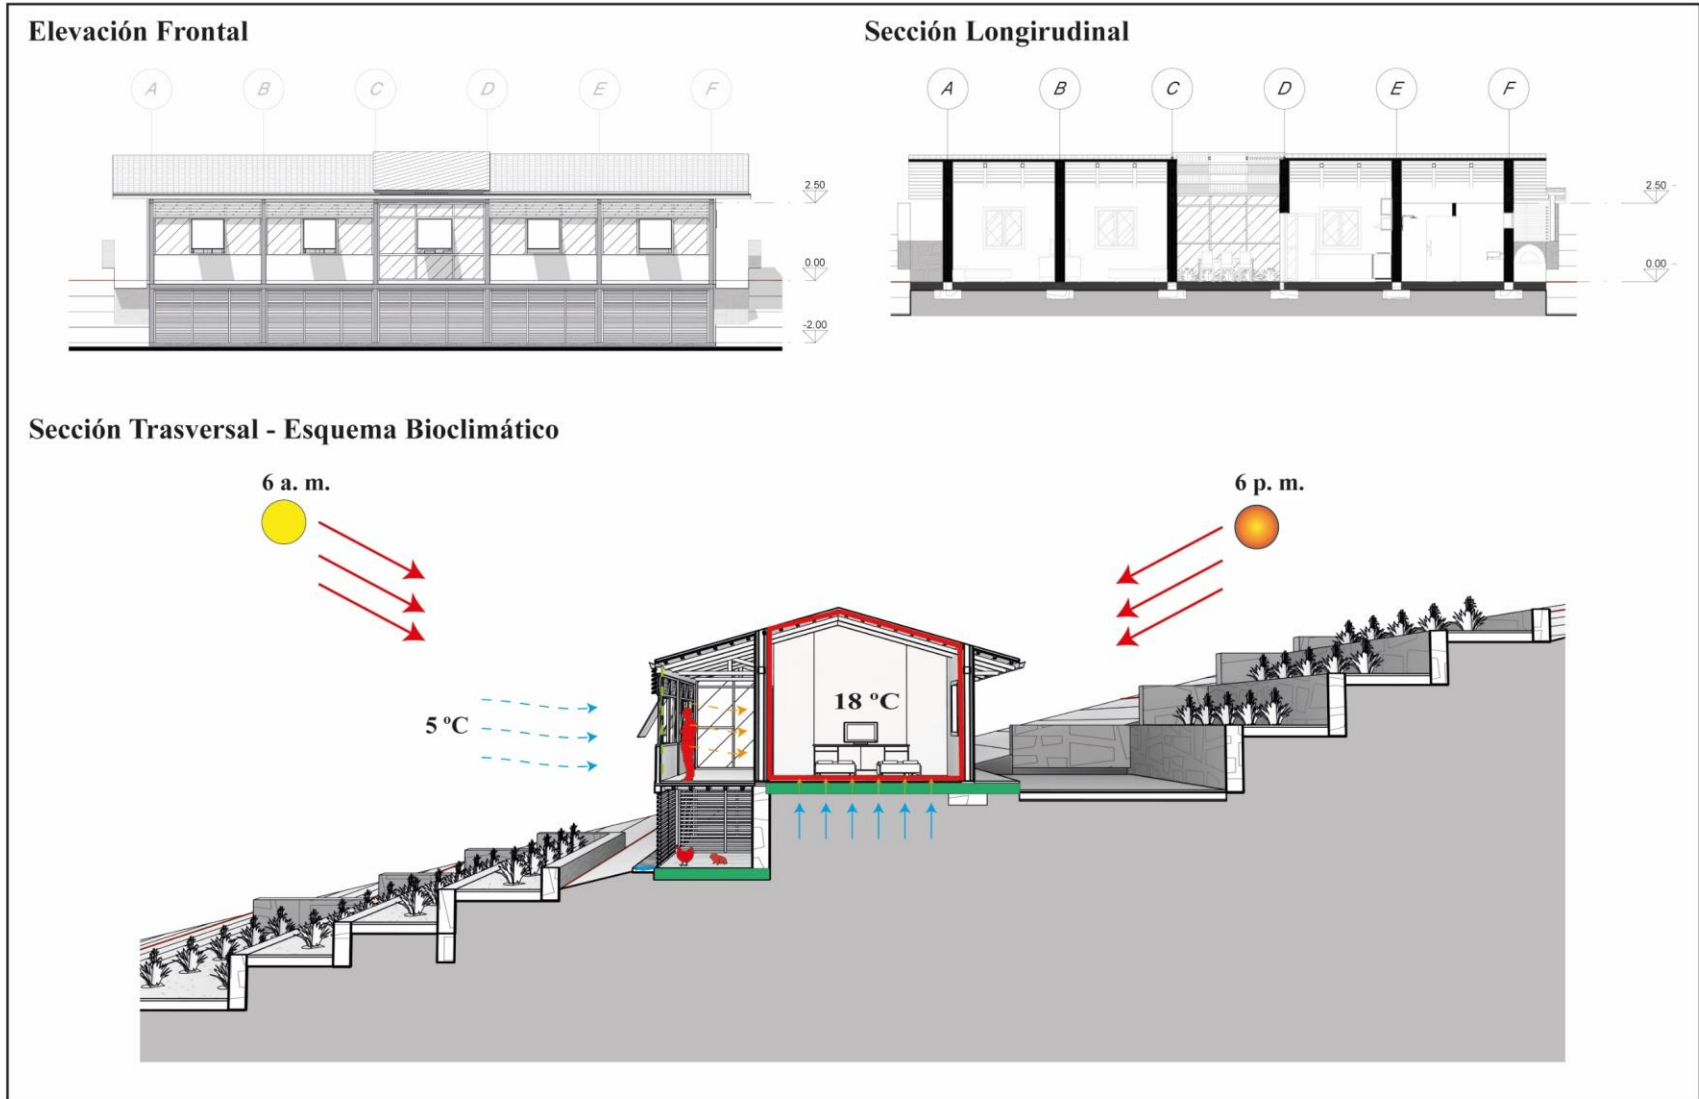 Elevación Frontal
Sección Longirudinal
A B C D E F
A B C D E F
2.50
0.00
-2.00
2.50
0.00
Sección Trasversal - Esquema Bioclimático
6 a. m.
6 p. m.
18 ºC
5 ºC